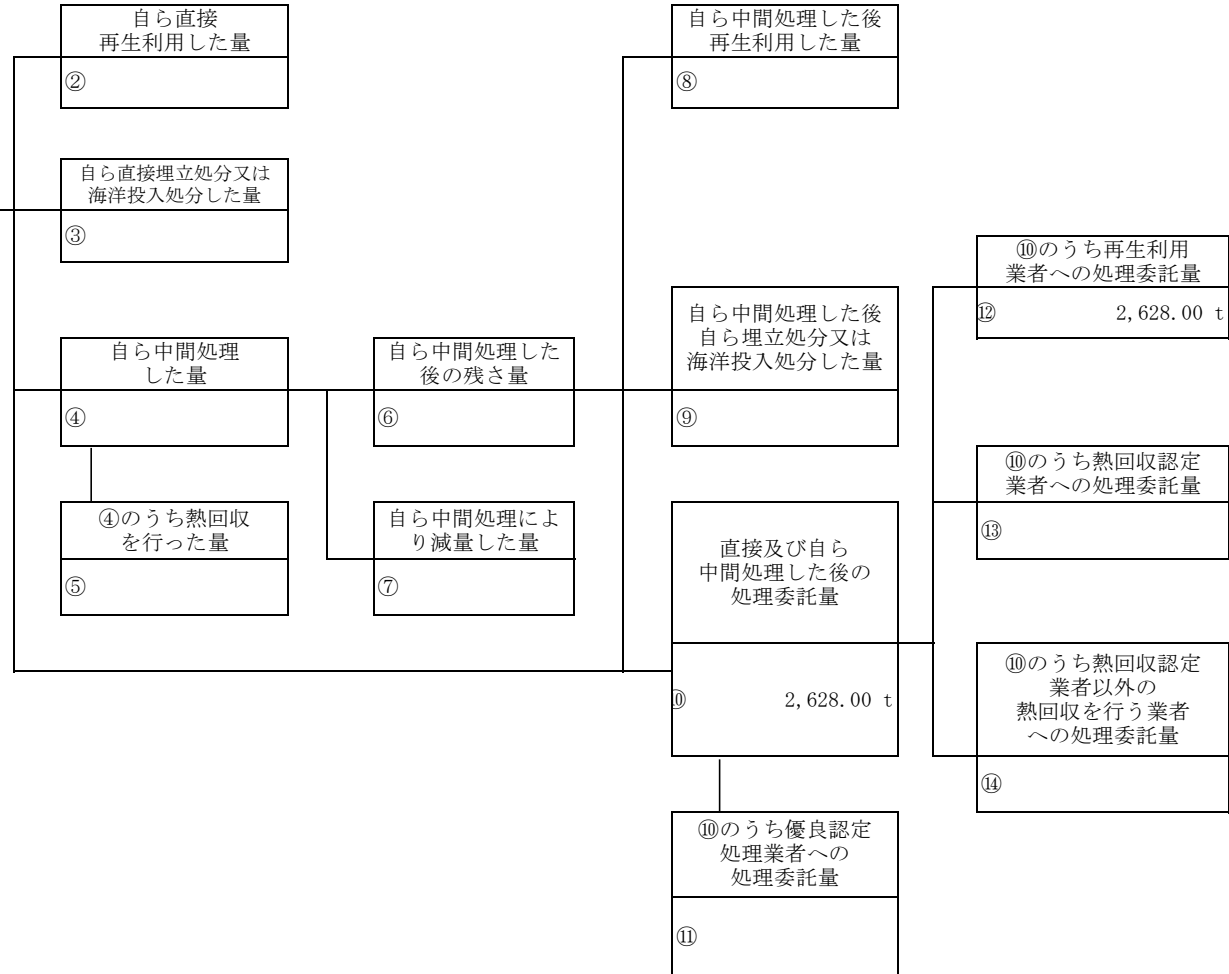 自ら直接
再生利用した量
②
自ら直接埋立処分又は
海洋投入処分した量
③
自ら中間処理
した量
④
④のうち熱回収
を行った量
⑤
自ら中間処理した
後の残さ量
⑥
自ら中間処理によ
り減量した量
⑦
自ら中間処理した後
再生利用した量
⑧
自ら中間処理した後
自ら埋立処分又は
海洋投入処分した量
⑨
直接及び自ら
中間処理した後の
処理委託量
⑩ 2,628.00 t
⑩のうち優良認定
処理業者への
処理委託量
⑪
⑩のうち再生利用
業者への処理委託量
⑫ 2,628.00 t
⑩のうち熱回収認定
業者への処理委託量
⑬
⑩のうち熱回収認定
業者以外の
熱回収を行う業者
への処理委託量
⑭